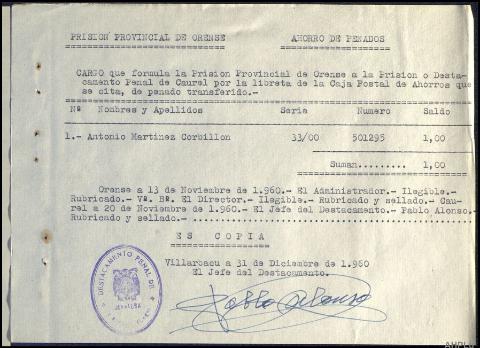 PRISION PROVINCIAL DE ORENSE AHORRO DE PENADOS
CARGO que formula la Prision Provincial de Orense a la Prision o Desta-
camento Penal de Caurel por la libreta de la Caja Postal de Ahorros que
se cita, de penado transferido.-
Nº Nombres y Apellidos Serie Numero Saldo
1.- Antonio Martinez Corbillon 33/00 501295 1,00
Suman......... 1,00
Orense a 13 de Noviembre de 1.960.- El Administrador.- Ilegible.-
Rubricado.- Vº. Bº. El Director.- Ilegible.- Rubricado y sellado.- Cau-
rel a 20 de Noviembre de 1.960.- El Jefe del Destacamento.- Pablo Alonso.-
Rubricado y sellado.-
ES COPIA
Villarbacu a 31 de Diciembre de 1.960
El Jefe del Destacamento.
DESTACAMENTO PENAL DE
Pablo Alonso